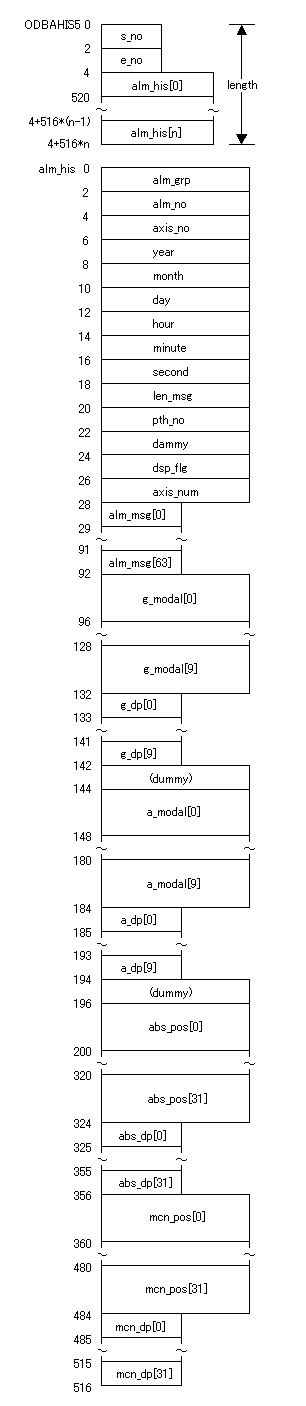 ODBAHIS5 0
s_no
2
e_no
4
alm_his[0]
length
520
4+516*(n-1)
alm_his[n]
4+516*n
alm_his 0
alm_grp
2
alm_no
4
axis_no
6
year
8
month
10
day
12
hour
14
minute
16
second
18
len_msg
20
pth_no
22
dammy
24
dsp_flg
26
axis_num
28
alm_msg[0]
29
91
alm_msg[63]
92
g_modal[0]
96
128
g_modal[9]
132
g_dp[0]
133
141
g_dp[9]
142
(dummy)
144
a_modal[0]
148
180
a_modal[9]
184
a_dp[0]
185
193
a_dp[9]
194
(dummy)
196
abs_pos[0]
200
320
abs_pos[31]
324
abs_dp[0]
325
355
abs_dp[31]
356
mcn_pos[0]
360
480
mcn_pos[31]
484
mcn_dp[0]
485
515
mcn_dp[31]
516